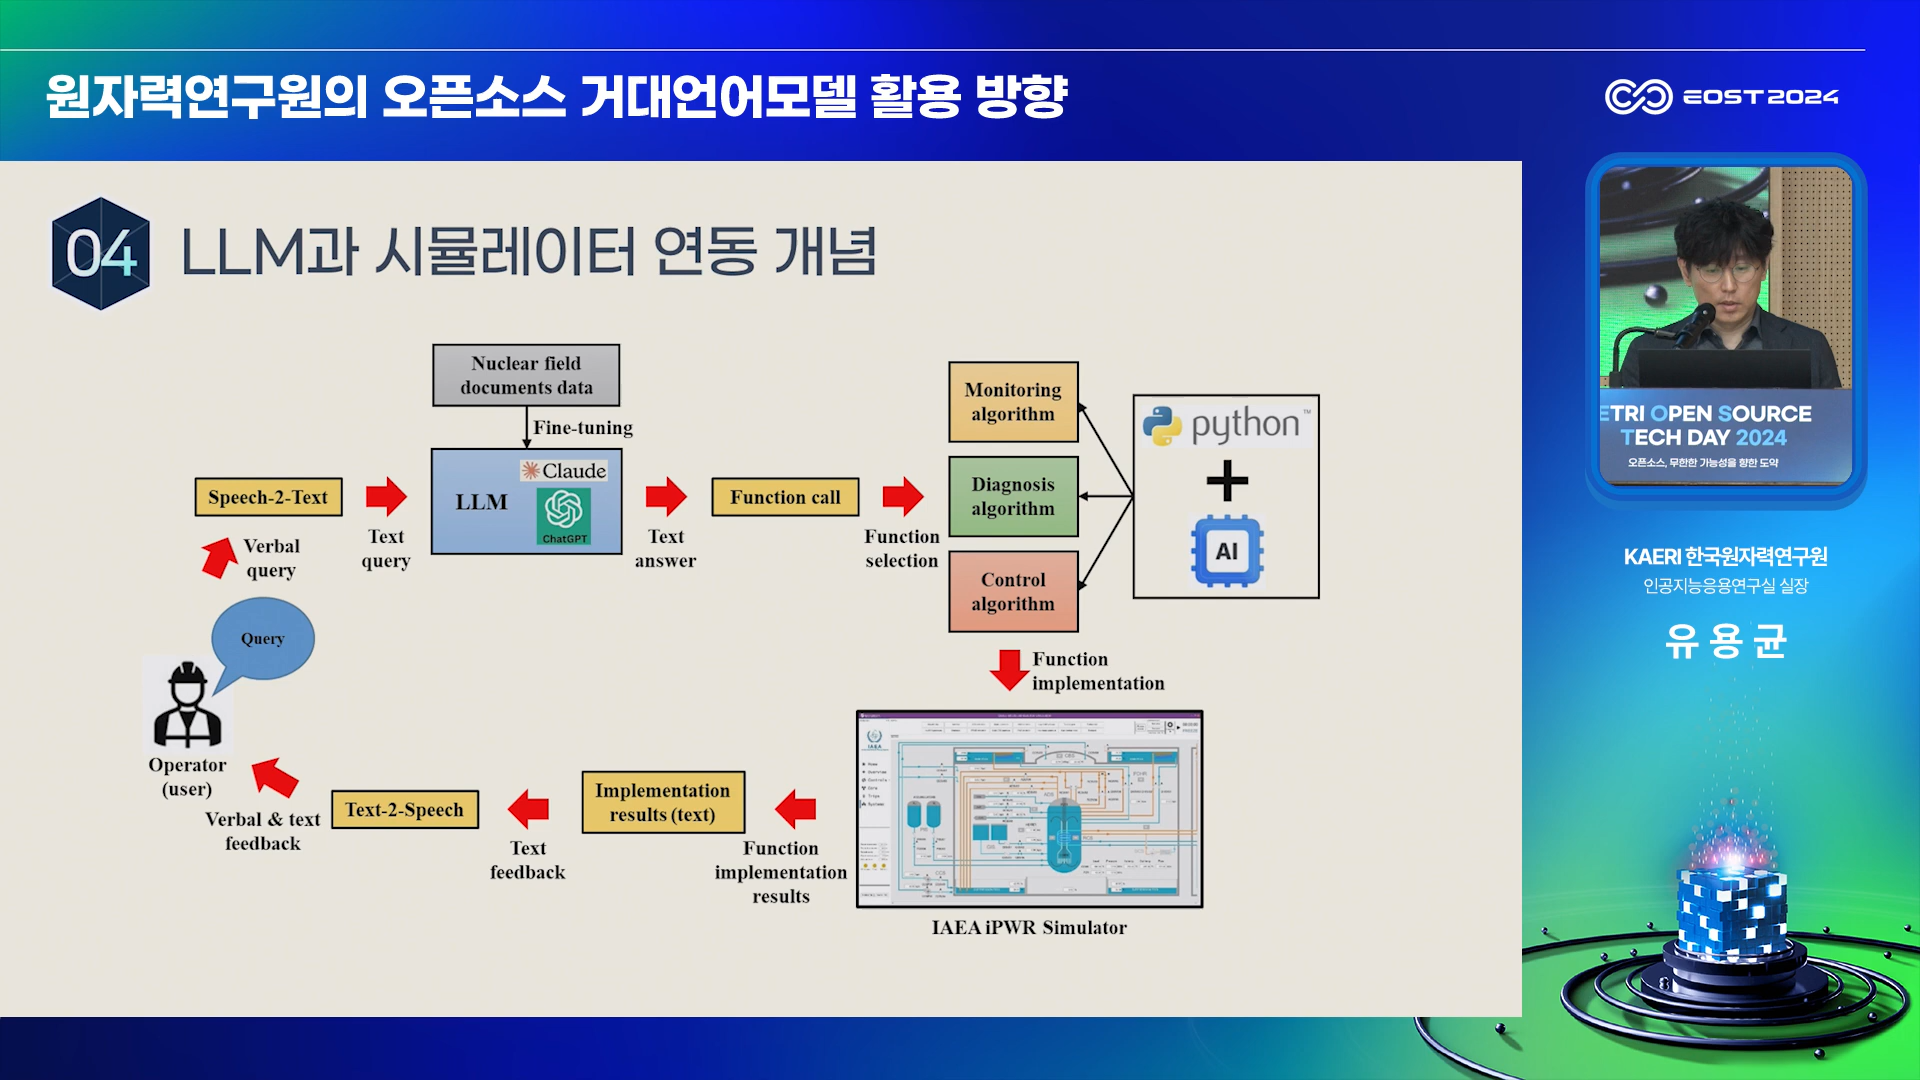 원자력연구원의 오픈소스 거대언어모델 활용 방향
EOST 2024
04
LLM과 시뮬레이터 연동 개념
Nuclear field
documents data
Fine-tuning
Speech-2-Text
Text
query
LLM
Claude
ChatGPT
Text
answer
Function call
Function
selection
Monitoring
algorithm
Diagnosis
algorithm
Control
algorithm
python™
+
AI
Verbal
query
Query
Operator
(user)
Verbal & text
feedback
Text-2-Speech
Text
feedback
Implementation
results (text)
Function
implementation
results
Function
implementation
IAEA
IAEA iPWR Simulator
ETRI OPEN SOURCE
TECH DAY 2024
오픈소스, 무한한 가능성을 향한 도약
KAERI 한국원자력연구원
인공지능응용연구실 실장
유용균